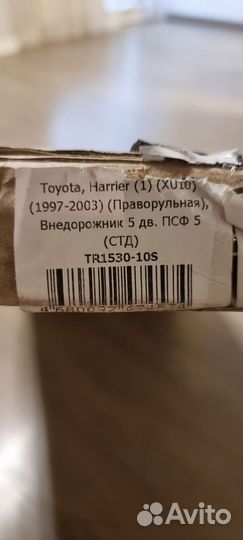 Toyota, Harrier (1) (XU10)
(1997-2003) (Праворульная),
Внедорожник 5 дв. ПСФ 5
(СТД)
TR1530-10S
Avito